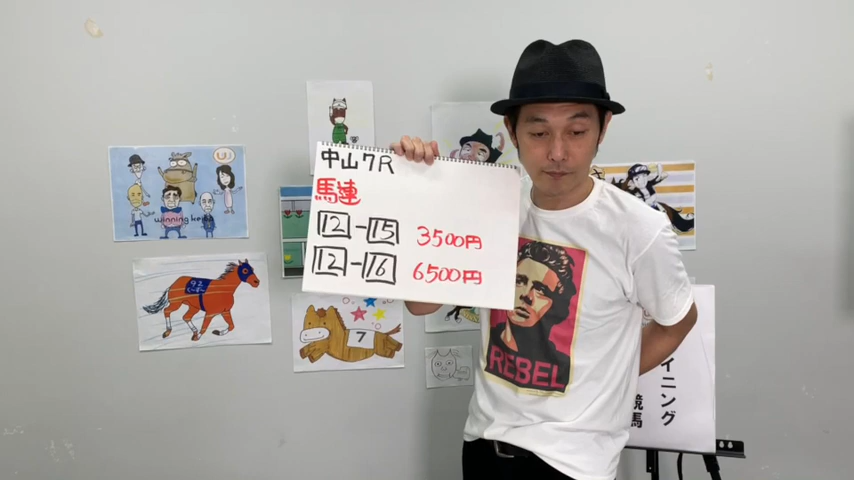 中山7R
馬連
12-15 3500円
12-16 6500円
REBEL
winning keiba
92
7
イニング
競馬